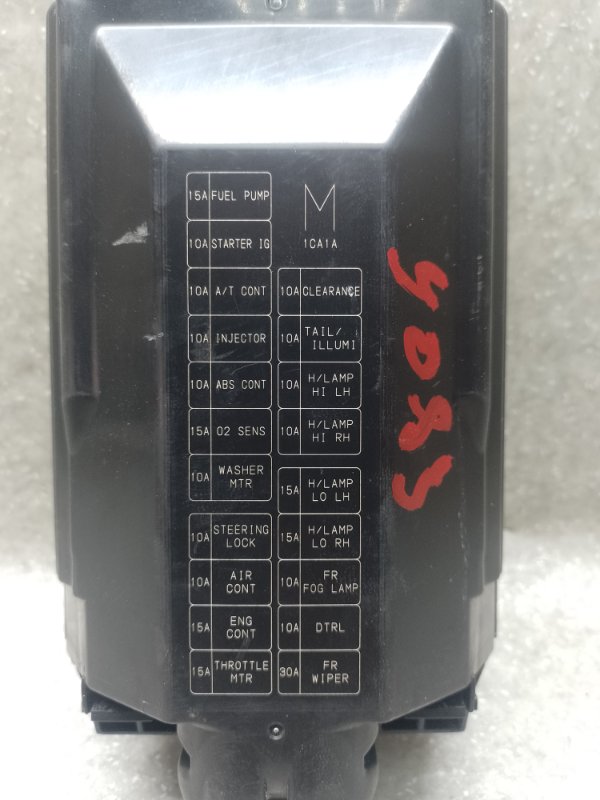 15A FUEL PUMP
10A STARTER IG
10A A/T CONT
10A INJECTOR
10A ABS CONT
15A O2 SENS
10A WASHER
MTR
10A STEERING
LOCK
10A AIR
CONT
15A ENG
CONT
15A THROTTLE
MTR
M
1CA1A
10A CLEARANCE
10A TAIL/
ILLUMI
10A H/LAMP
HI LH
10A H/LAMP
HI RH
15A H/LAMP
LO LH
15A H/LAMP
LO RH
10A FR
FOG LAMP
10A DTRL
30A FR
WIPER